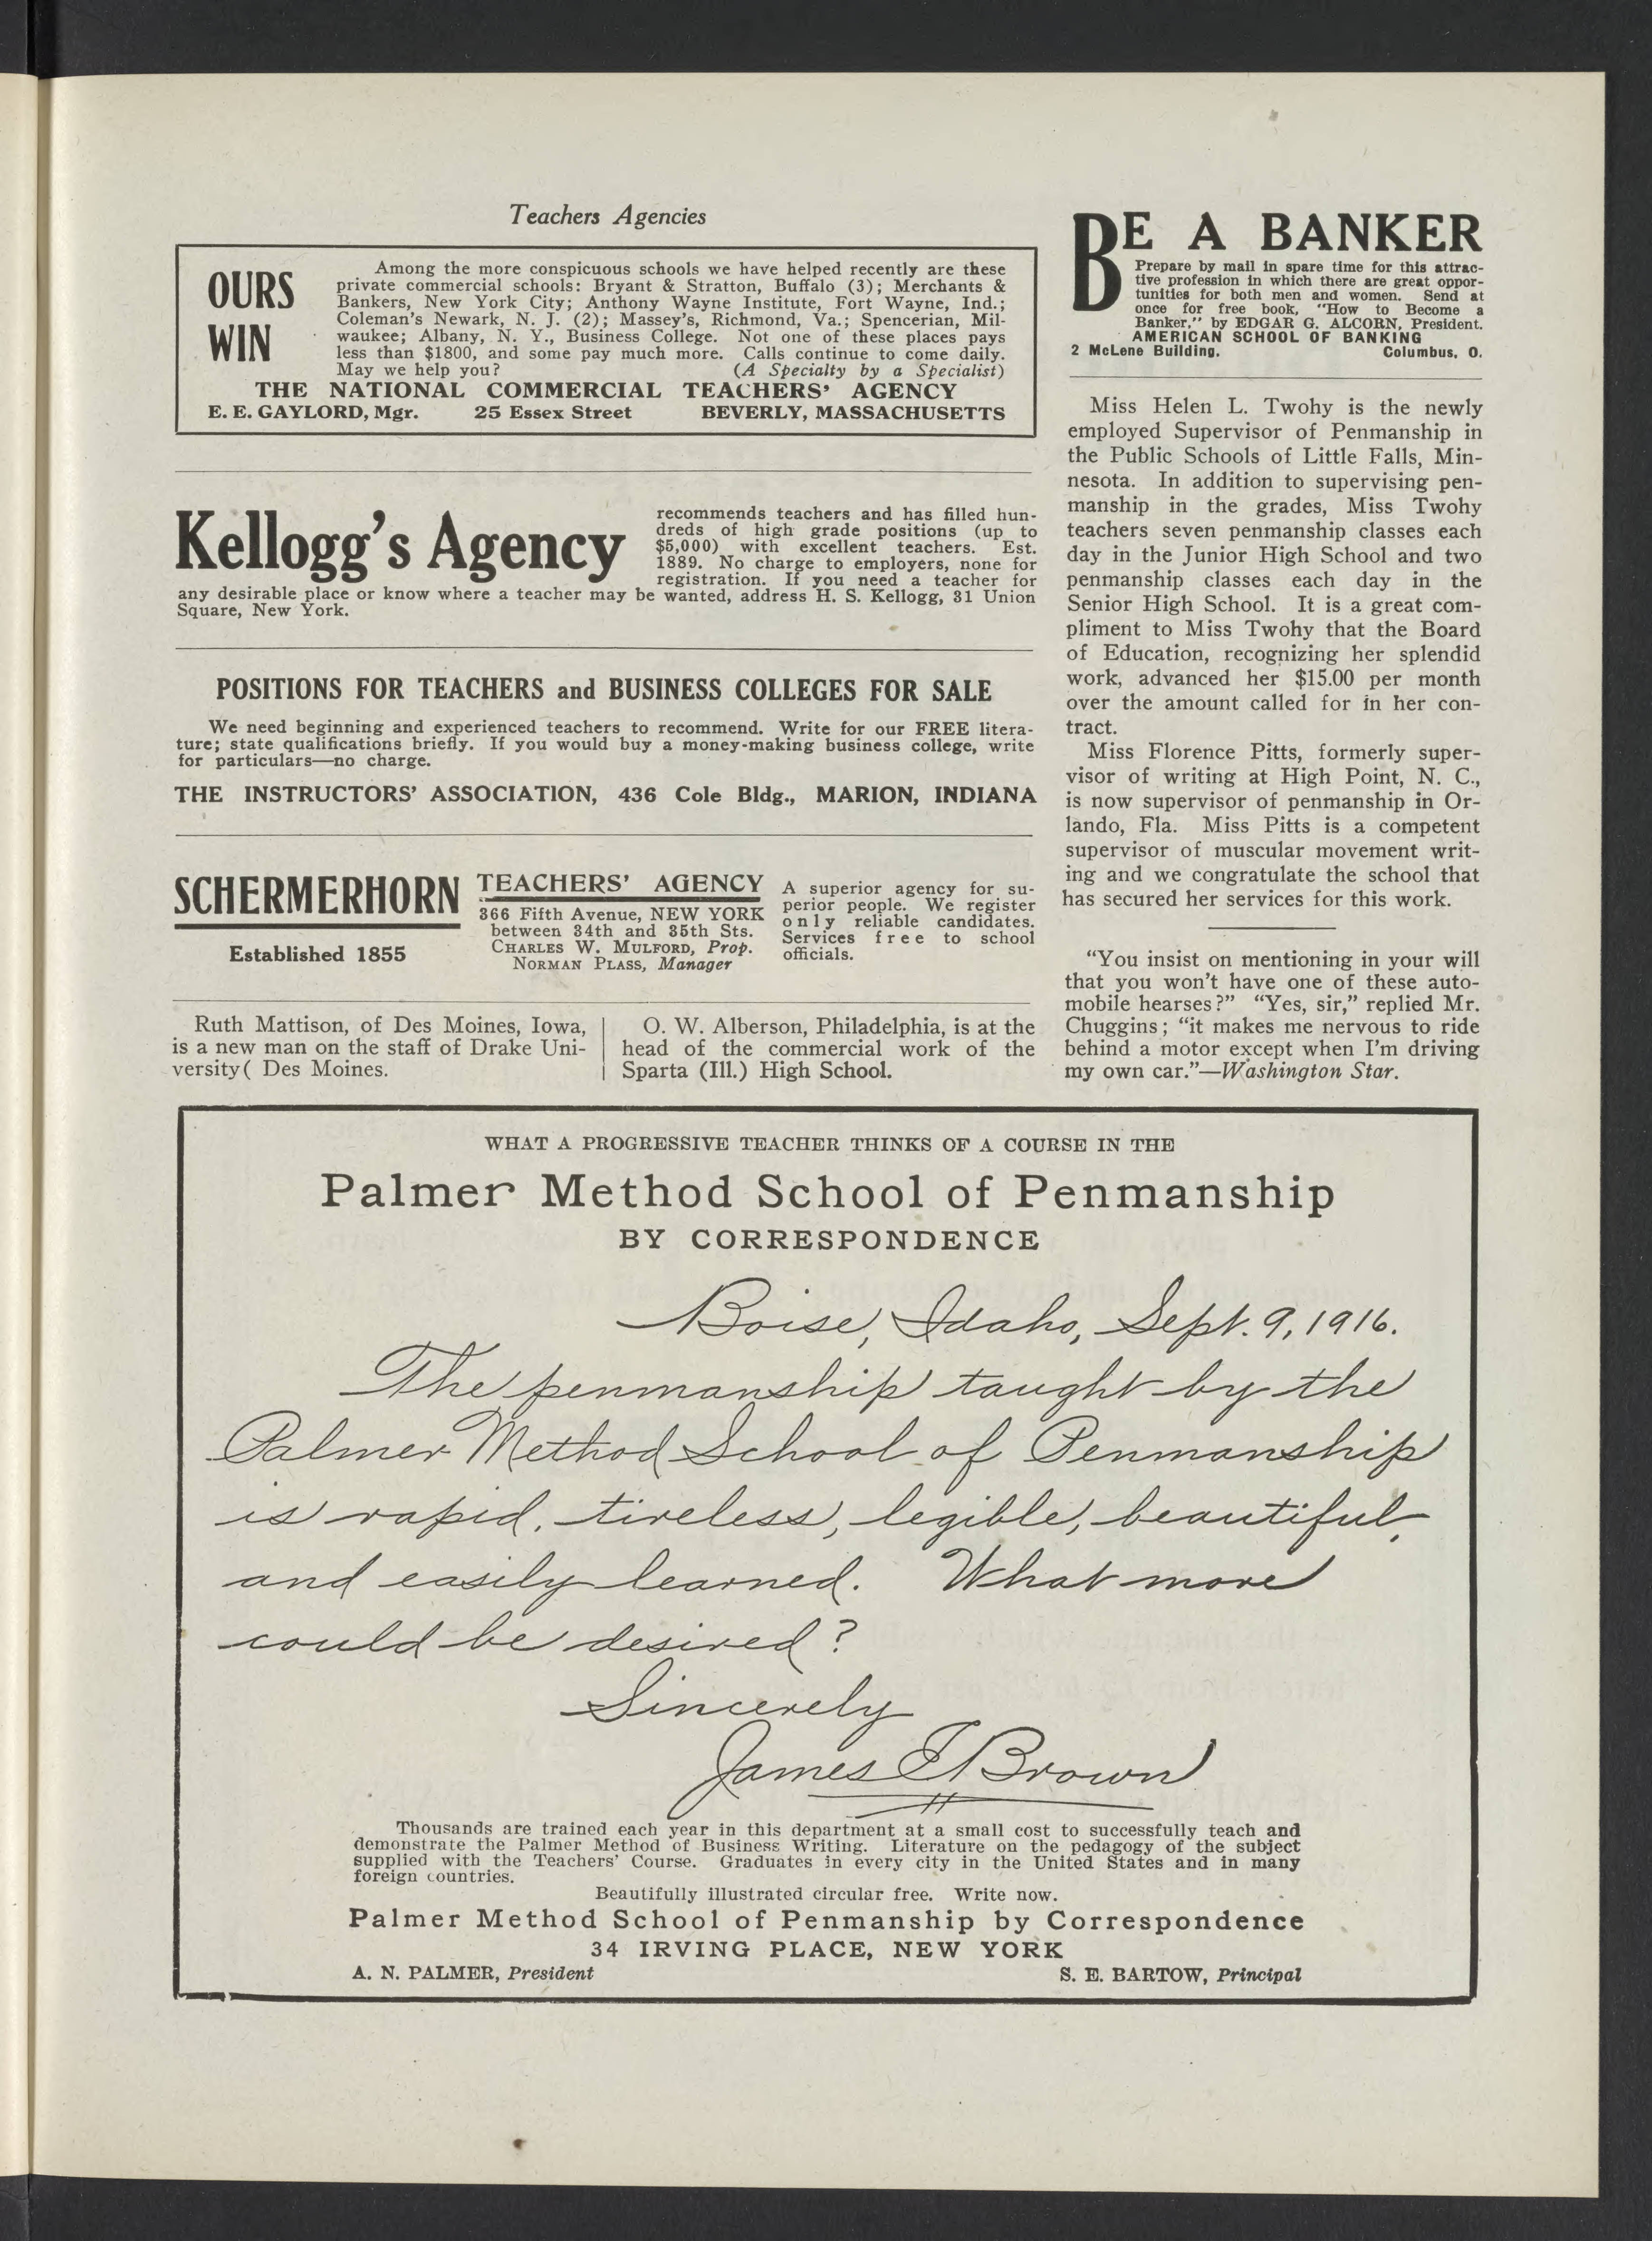 Teachers Agencies
OURS
WIN
Among the more conspicuous schools we have helped recently are these
private commercial schools: Bryant & Stratton, Buffalo (3); Merchants &
Bankers, New York City; Anthony Wayne Institute, Fort Wayne, Ind.;
Coleman's Newark, N. J. (2); Massey's, Richmond, Va.; Spencerian, Mil-
waukee; Albany, N. Y., Business College. Not one of these places pays
less than $1800, and some pay much more. Calls continue to come daily.
May we help you? (A Specialty by a Specialist)
THE NATIONAL COMMERCIAL TEACHERS' AGENCY
E. E. GAYLORD, Mgr. 25 Essex Street BEVERLY, MASSACHUSETTS
Kellogg's Agency
recommends teachers and has filled hun-
dreds of high grade positions (up to
$5,000) with excellent teachers. Est.
1889. No charge to employers, none for
registration. If you need a teacher for
any desirable place or know where a teacher may be wanted, address H. S. Kellogg, 31 Union
Square, New York.
POSITIONS FOR TEACHERS and BUSINESS COLLEGES FOR SALE
We need beginning and experienced teachers to recommend. Write for our FREE litera-
ture; state qualifications briefly. If you would buy a money-making business college, write
for particulars—no charge.
THE INSTRUCTORS' ASSOCIATION, 436 Cole Bldg., MARION, INDIANA
SCHERMERHORN
Established 1855
TEACHERS' AGENCY
366 Fifth Avenue, NEW YORK
between 34th and 35th Sts.
CHARLES W. MULFORD, Prop.
NORMAN PLASS, Manager
A superior agency for su-
perior people. We register
only reliable candidates.
Services free to school
officials.
Ruth Mattison, of Des Moines, Iowa,
is a new man on the staff of Drake Uni-
versity( Des Moines.
O. W. Alberson, Philadelphia, is at the
head of the commercial work of the
Sparta (Ill.) High School.
BE A BANKER
Prepare by mail in spare time for this attrac-
tive profession in which there are great oppor-
tunities for both men and women. Send at
once for free book, "How to Become a
Banker," by EDGAR G. ALCORN, President.
AMERICAN SCHOOL OF BANKING
2 McLene Building. Columbus, O.
Miss Helen L. Twohy is the newly
employed Supervisor of Penmanship in
the Public Schools of Little Falls, Min-
nesota. In addition to supervising pen-
manship in the grades, Miss Twohy
teachers seven penmanship classes each
day in the Junior High School and two
penmanship classes each day in the
Senior High School. It is a great com-
pliment to Miss Twohy that the Board
of Education, recognizing her splendid
work, advanced her $15.00 per month
over the amount called for in her con-
tract.
Miss Florence Pitts, formerly super-
visor of writing at High Point, N. C.,
is now supervisor of penmanship in Or-
lando, Fla. Miss Pitts is a competent
supervisor of muscular movement writ-
ing and we congratulate the school that
has secured her services for this work.
"You insist on mentioning in your will
that you won't have one of these auto-
mobile hearses?" "Yes, sir," replied Mr.
Chuggins; "it makes me nervous to ride
behind a motor except when I'm driving
my own car."—Washington Star.
WHAT A PROGRESSIVE TEACHER THINKS OF A COURSE IN THE
Palmer Method School of Penmanship
BY CORRESPONDENCE
Boise, Idaho, Sept. 9, 1916.
The penmanship taught by the
Palmer Method School of Penmanship
is rapid, tireless, legible, beautiful,
and easily learned. What more
could be desired?
Sincerely
James E Brown
Thousands are trained each year in this department at a small cost to successfully teach and
demonstrate the Palmer Method of Business Writing. Literature on the pedagogy of the subject
supplied with the Teachers' Course. Graduates in every city in the United States and in many
foreign countries.
Beautifully illustrated circular free. Write now.
Palmer Method School of Penmanship by Correspondence
34 IRVING PLACE, NEW YORK
A. N. PALMER, President S. E. BARTOW, Principal